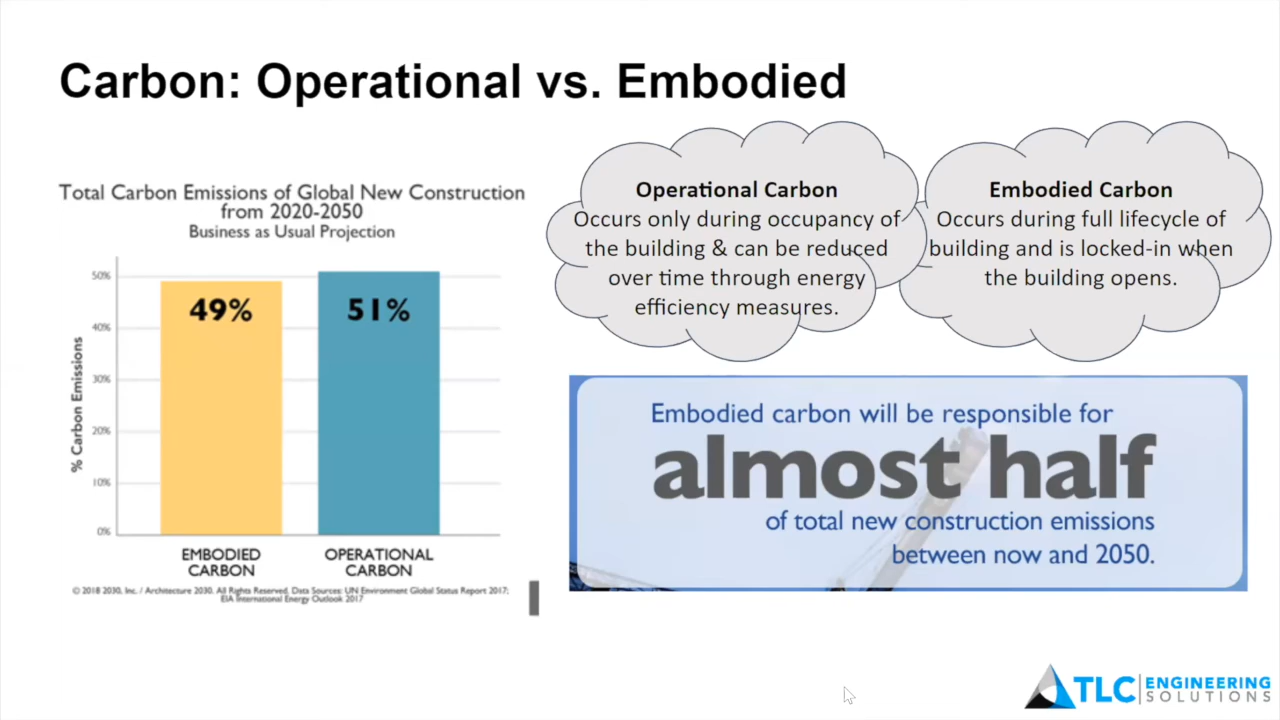 Carbon: Operational vs. Embodied
Total Carbon Emissions of Global New Construction
from 2020-2050
Business as Usual Projection
% Carbon Emissions
50%
40%
30%
20%
10%
0%
49%
51%
EMBODIED
CARBON
OPERATIONAL
CARBON
© 2018 2030, Inc. / Architecture 2030. All Rights Reserved. Data Sources: UN Environment Global Status Report 2017;
EIA International Energy Outlook 2017
Operational Carbon
Occurs only during occupancy of
the building & can be reduced
over time through energy
efficiency measures.
Embodied Carbon
Occurs during full lifecycle of
building and is locked-in when
the building opens.
Embodied carbon will be responsible for
almost half
of total new construction emissions
between now and 2050.
TLC ENGINEERING
SOLUTIONS